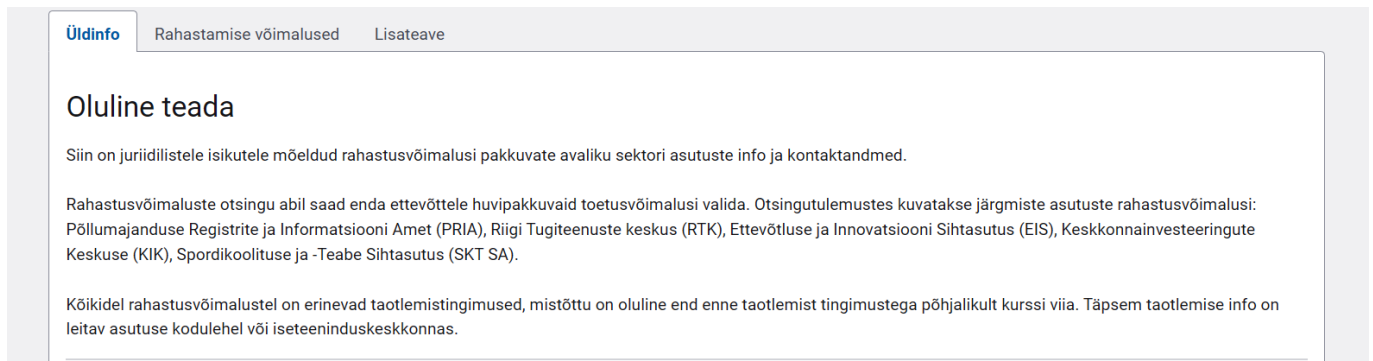 Üldinfo Rahastamise võimalused Lisateave
Oluline teada
Siin on juriidilistele isikutele mõeldud rahastusvõimalusi pakkuvate avaliku sektori asutuste info ja kontaktandmed.
Rahastusvõimaluste otsingu abil saad enda ettevõttele huvipakkuvaid toetusvõimalusi valida. Otsingutulemustes kuvatakse järgmiste asutuste rahastusvõimalusi:
Põllumajanduse Registrite ja Informatsiooni Amet (PRIA), Riigi Tugiteenuste keskus (RTK), Ettevõtluse ja Innovatsiooni Sihtasutus (EIS), Keskkonnainvesteeringute
Keskuse (KIK), Spordikoolituse ja -Teabe Sihtasutus (SKT SA).
Kõikidel rahastusvõimalustel on erinevad taotlemistingimused, mistõttu on oluline end enne taotlemist tingimustega põhjalikult kurssi viia. Täpsem taotlemise info on
leitav asutuse kodulehel või iseteeninduskeskkonnas.